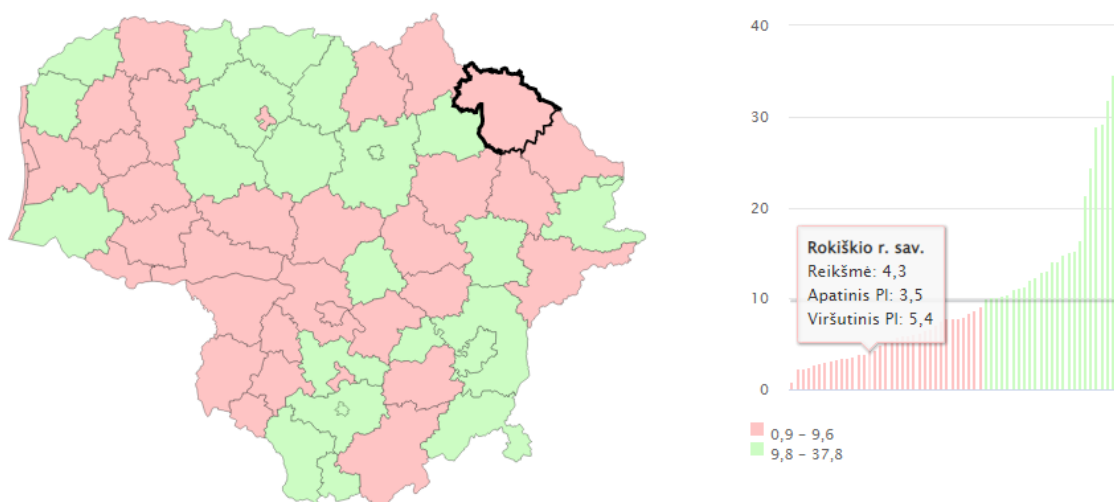 40
30
20
Rokiškio r. sav.
Reikšmė: 4,3
Apatinis PI: 3,5
Viršutinis PI: 5,4
10
0
0,9 – 9,6
9,8 – 37,8